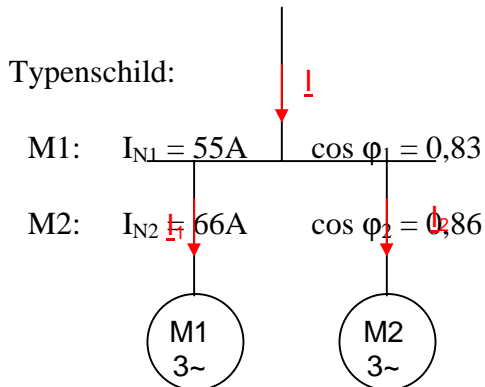 Typenschild:
I
M1: I_N1 = 55A cos φ1 = 0,83
M2: I_N2 = 66A cos φ2 = 0,86
I1 I2
M1 M2
3~ 3~